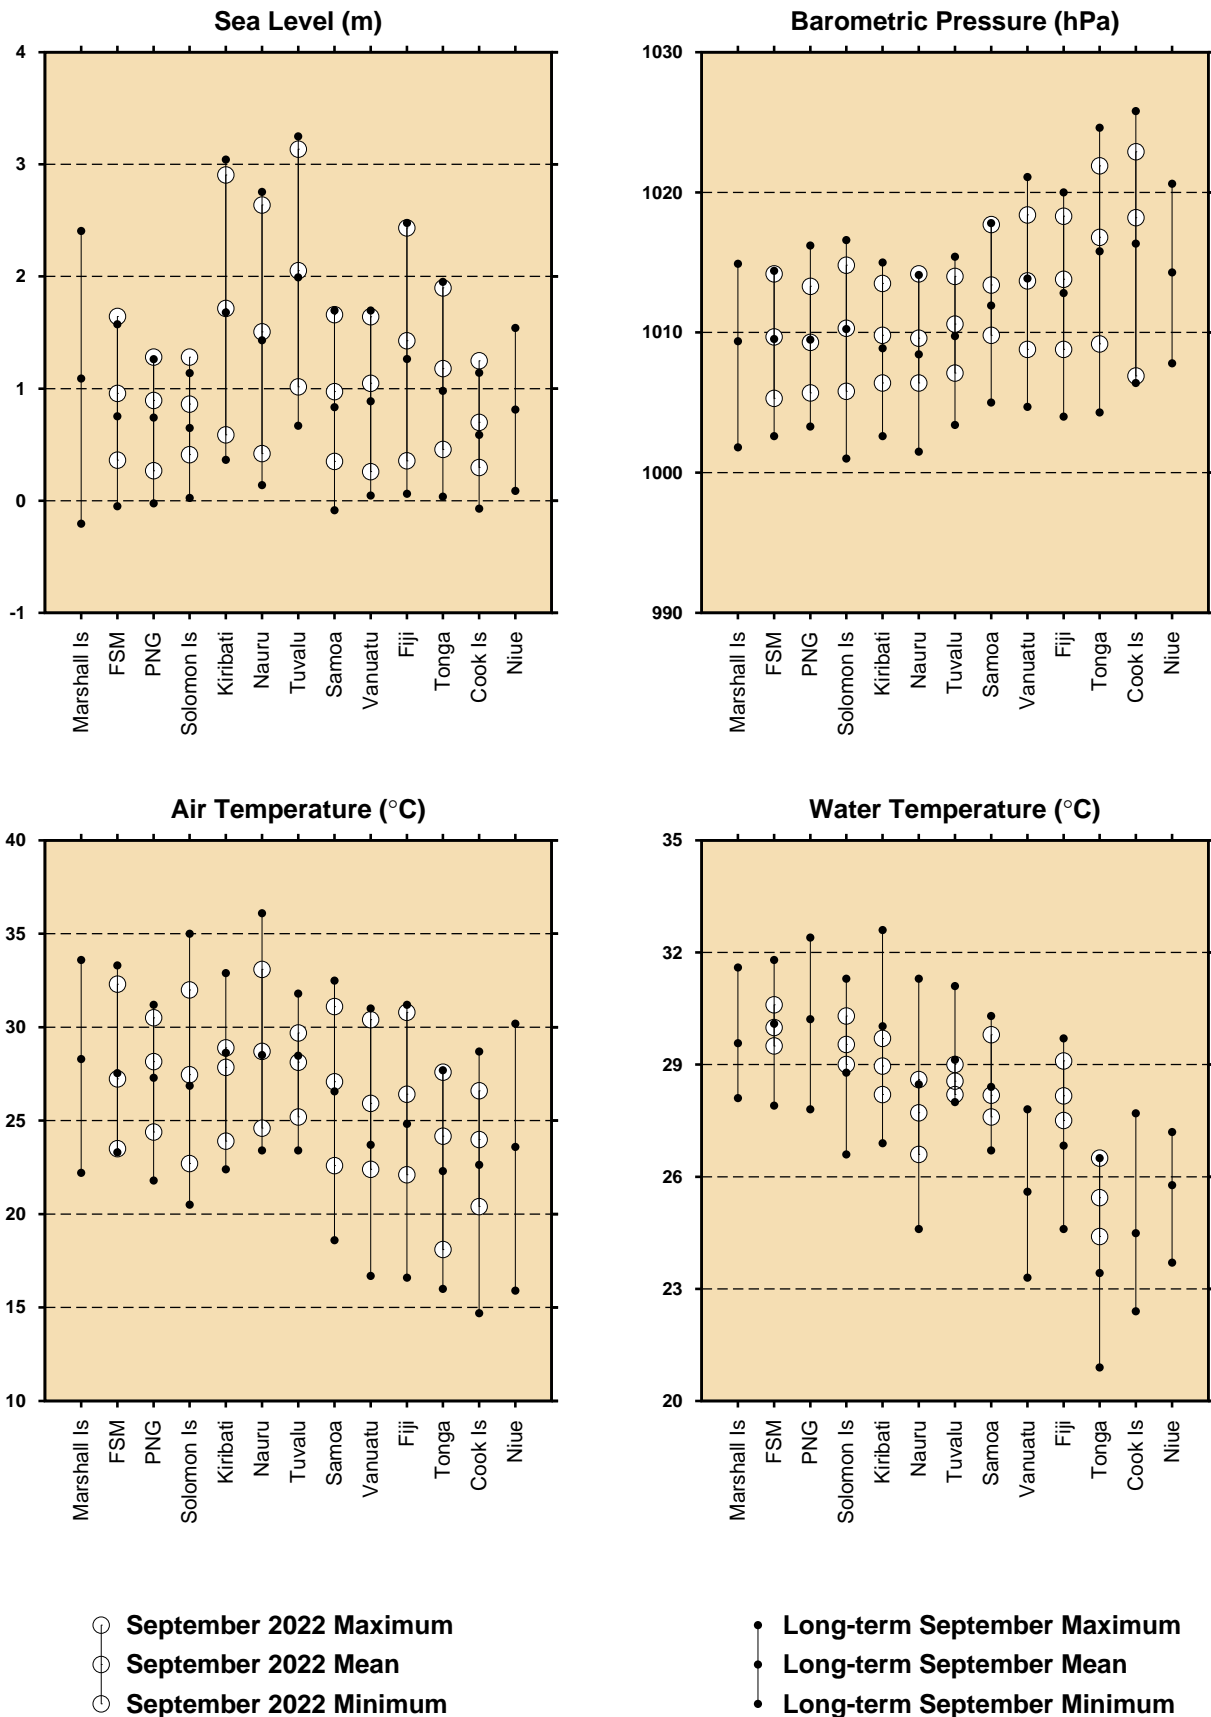 Sea Level (m)
4
3
2
1
0
-1
Marshall Is
FSM
PNG
Solomon Is
Kiribati
Nauru
Tuvalu
Samoa
Vanuatu
Fiji
Tonga
Cook Is
Niue
Barometric Pressure (hPa)
1030
1020
1010
1000
990
Marshall Is
FSM
PNG
Solomon Is
Kiribati
Nauru
Tuvalu
Samoa
Vanuatu
Fiji
Tonga
Cook Is
Niue
Air Temperature (°C)
40
35
30
25
20
15
10
Marshall Is
FSM
PNG
Solomon Is
Kiribati
Nauru
Tuvalu
Samoa
Vanuatu
Fiji
Tonga
Cook Is
Niue
Water Temperature (°C)
35
32
29
26
23
20
Marshall Is
FSM
PNG
Solomon Is
Kiribati
Nauru
Tuvalu
Samoa
Vanuatu
Fiji
Tonga
Cook Is
Niue
September 2022 Maximum
September 2022 Mean
September 2022 Minimum
Long-term September Maximum
Long-term September Mean
Long-term September Minimum